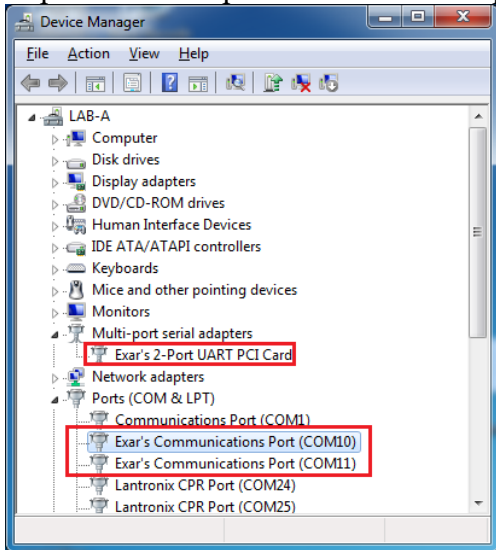 Device Manager
File Action View Help
LAB-A
Computer
Disk drives
Display adapters
DVD/CD-ROM drives
Human Interface Devices
IDE ATA/ATAPI controllers
Keyboards
Mice and other pointing devices
Monitors
Multi-port serial adapters
Exar's 2-Port UART PCI Card
Network adapters
Ports (COM & LPT)
Communications Port (COM1)
Exar's Communications Port (COM10)
Exar's Communications Port (COM11)
Lantronix CPR Port (COM24)
Lantronix CPR Port (COM25)